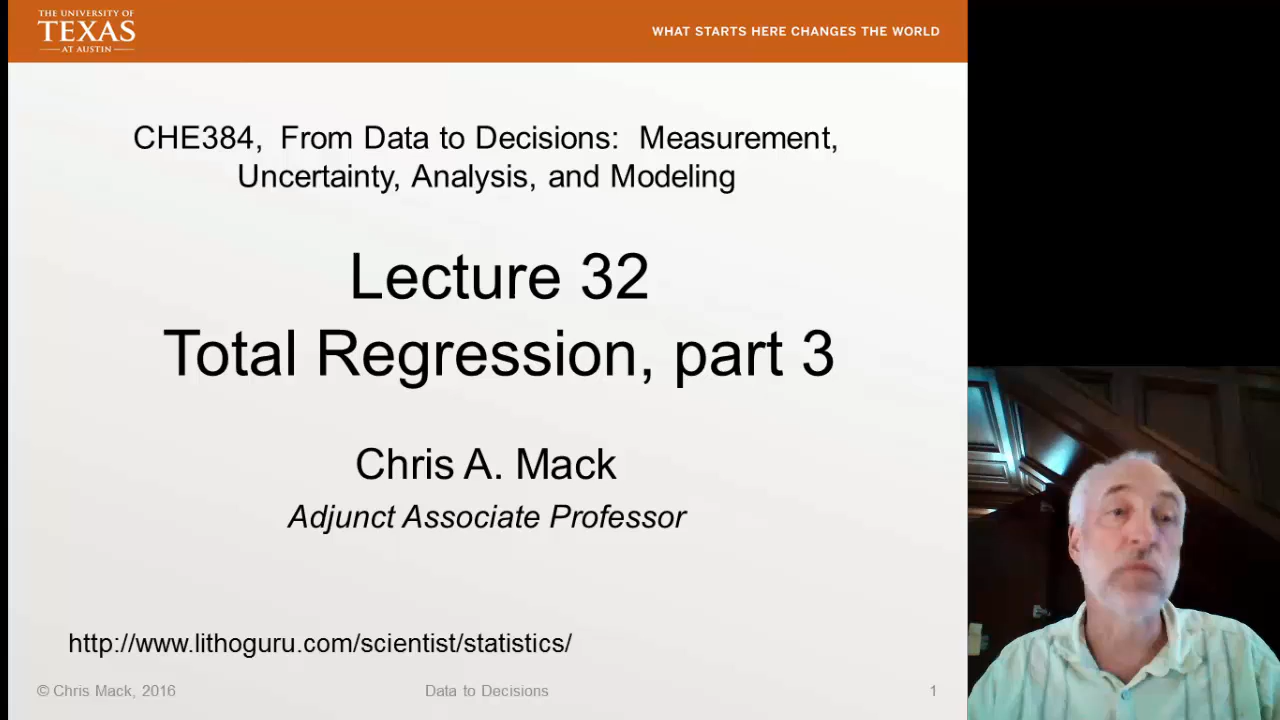 THE UNIVERSITY OF
TEXAS
AT AUSTIN
WHAT STARTS HERE CHANGES THE WORLD
CHE384, From Data to Decisions: Measurement,
Uncertainty, Analysis, and Modeling
Lecture 32
Total Regression, part 3
Chris A. Mack
Adjunct Associate Professor
http://www.lithoguru.com/scientist/statistics/
© Chris Mack, 2016
Data to Decisions
1